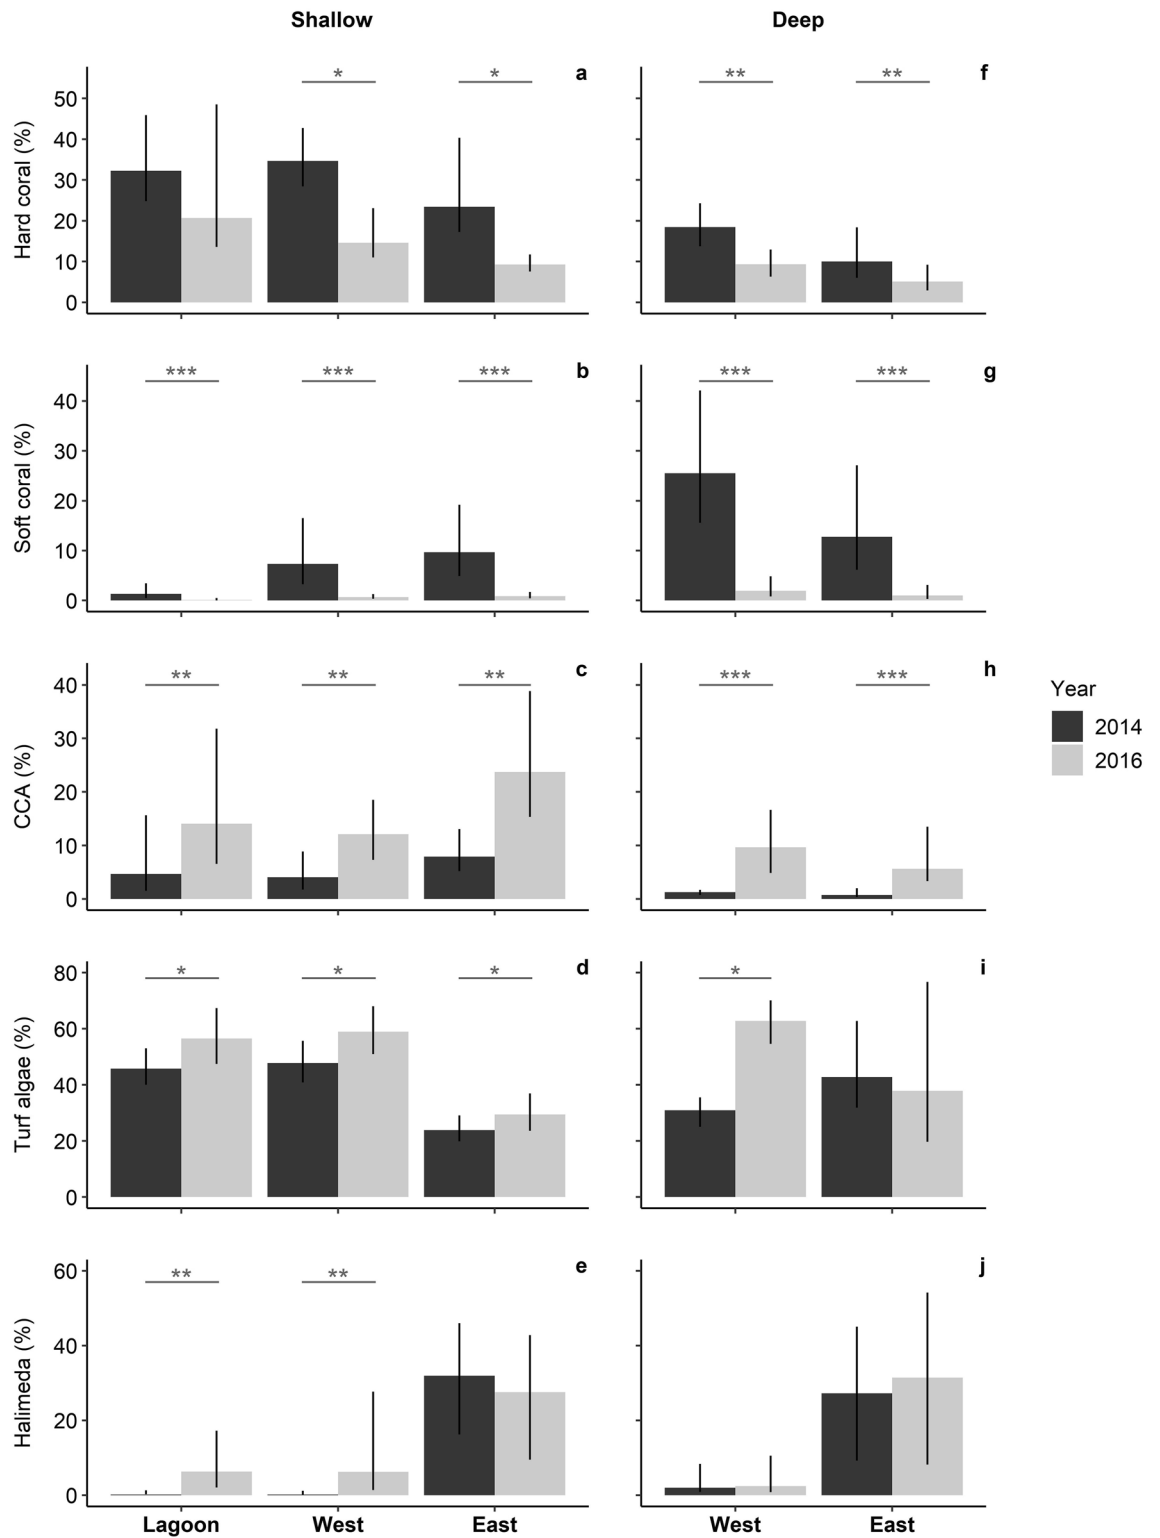 Shallow Deep
Hard coral (%)
50
40
30
20
10
0
* *
a
** **
f
Soft coral (%)
40
30
20
10
0
*** *** ***
b
*** ***
g
CCA (%)
40
30
20
10
0
** ** **
c
*** ***
h
Year
2014
2016
Turf algae (%)
80
60
40
20
0
* * *
d
*
i
Halimeda (%)
60
40
20
0
** **
e
j
Lagoon West East West East